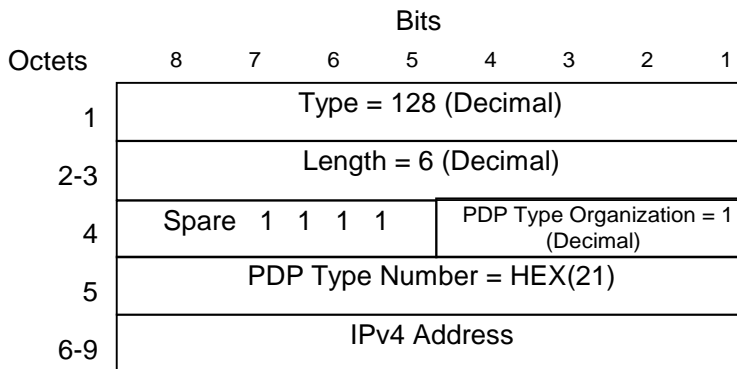 Bits
Octets 8 7 6 5 4 3 2 1
1 Type = 128 (Decimal)
2-3 Length = 6 (Decimal)
4 Spare 1 1 1 1 PDP Type Organization = 1
(Decimal)
5 PDP Type Number = HEX(21)
6-9 IPv4 Address